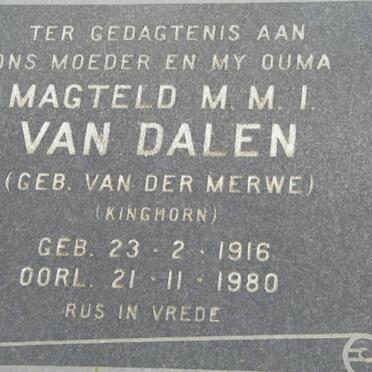 TER GEDAGTENIS AAN
ONS MOEDER EN MY OUMA
MAGTELD M. M. I.
VAN DALEN
(GEB. VAN DER MERWE)
(KINGHORN)
GEB. 23 · 2 · 1916
OORL. 21 · 11 · 1980
RUS IN VREDE